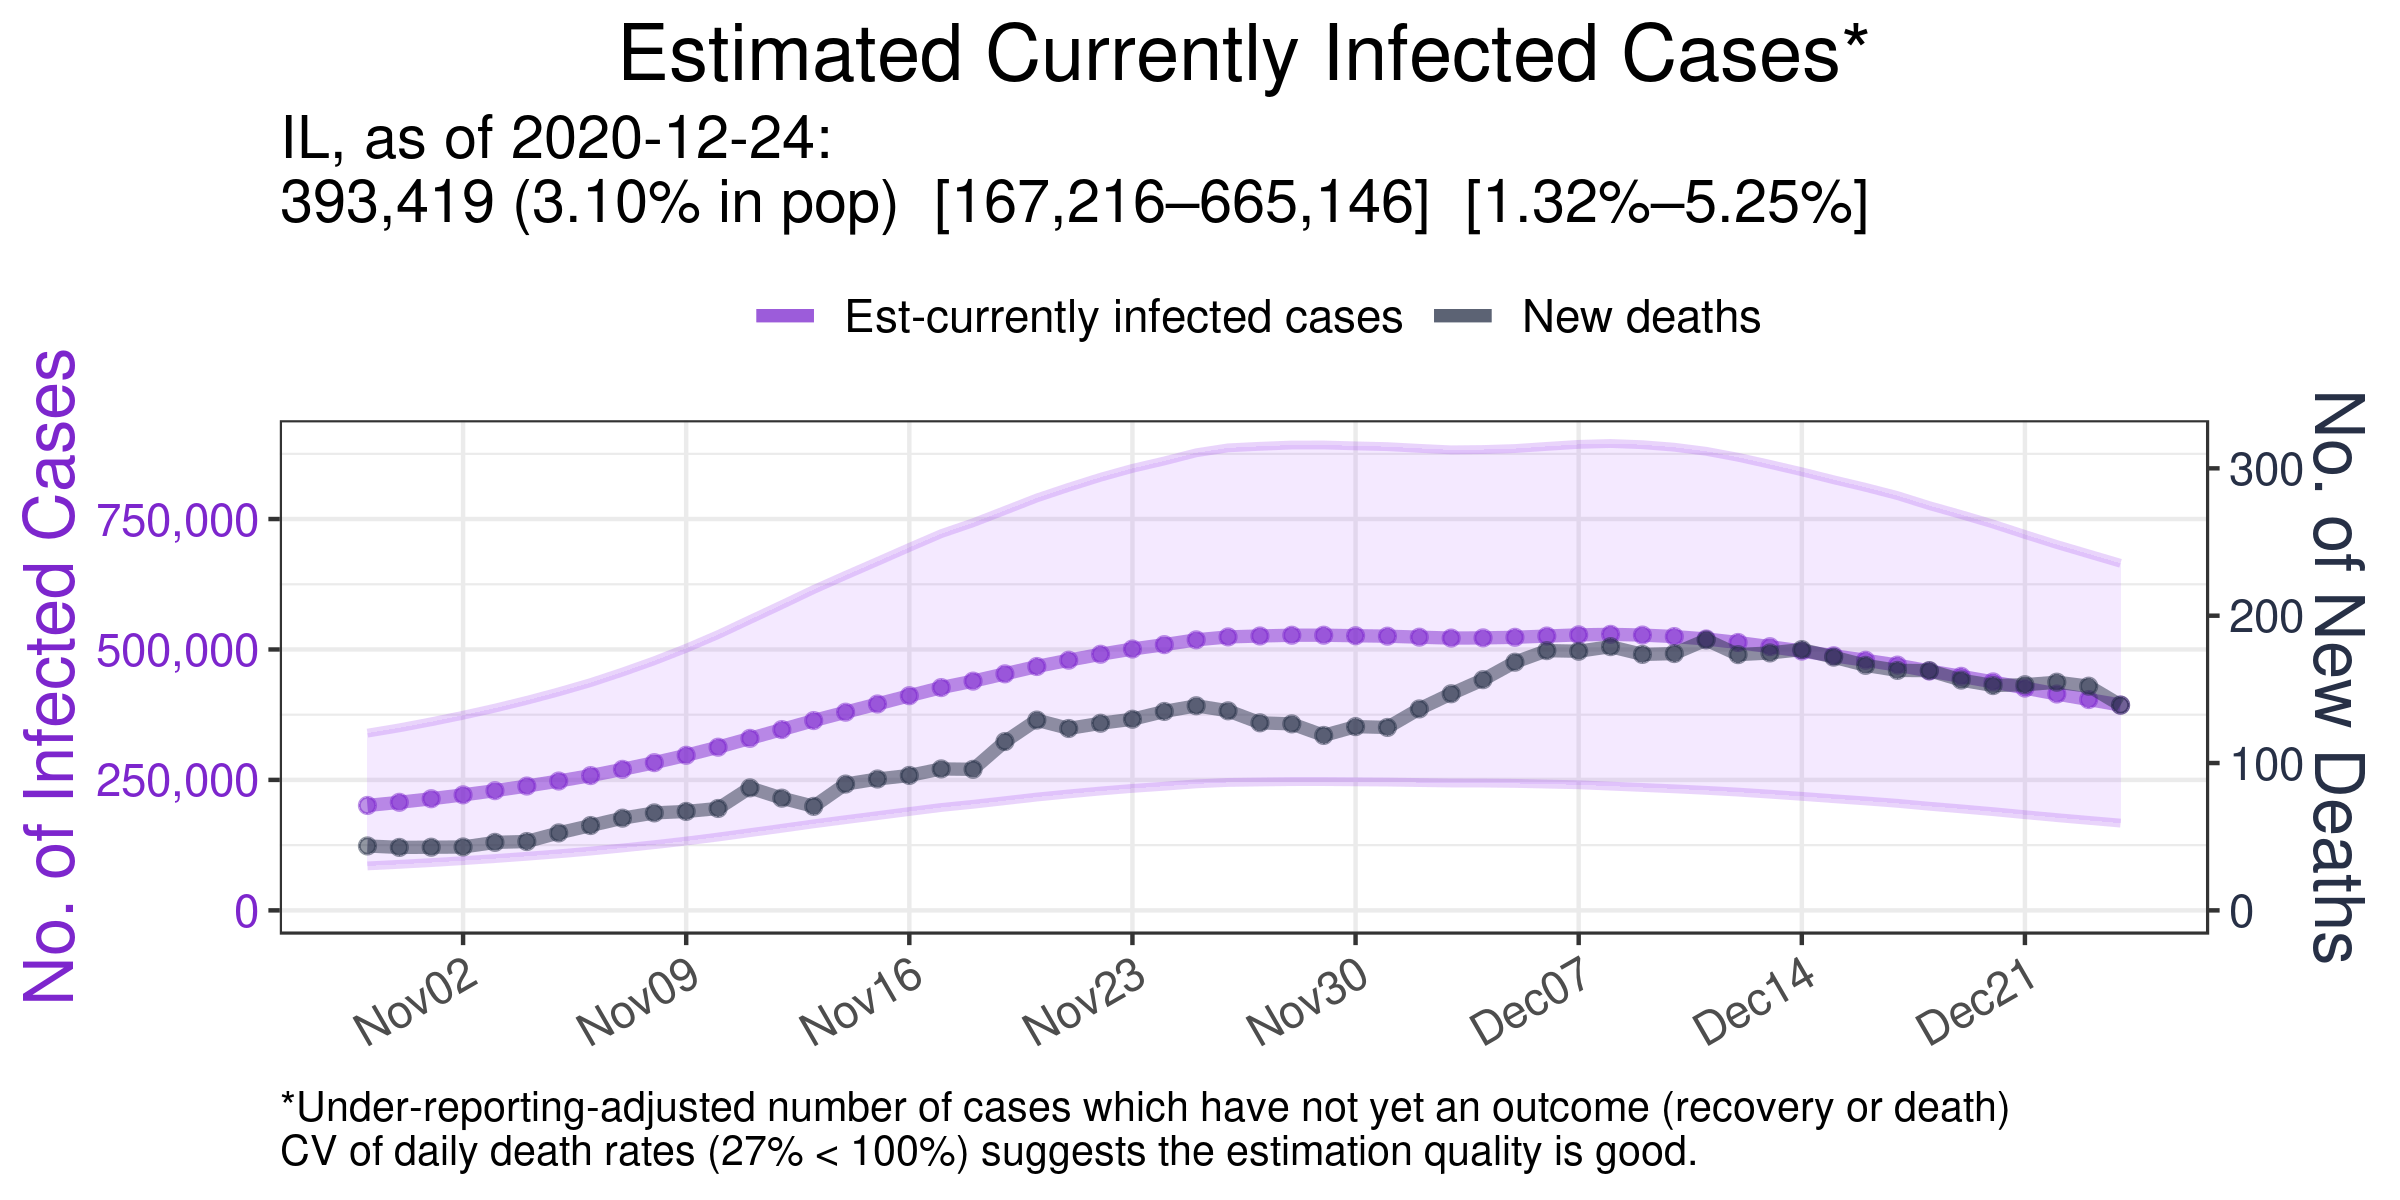 Estimated Currently Infected Cases*
IL, as of 2020-12-24:
393,419 (3.10% in pop)  [167,216–665,146]  [1.32%–5.25%]
Est-currently infected cases
New deaths
No. of Infected Cases
750,000
500,000
250,000
0
No. of New Deaths
300
200
100
0
Nov02
Nov09
Nov16
Nov23
Nov30
Dec07
Dec14
Dec21
*Under-reporting-adjusted number of cases which have not yet an outcome (recovery or death)
CV of daily death rates (27% < 100%) suggests the estimation quality is good.